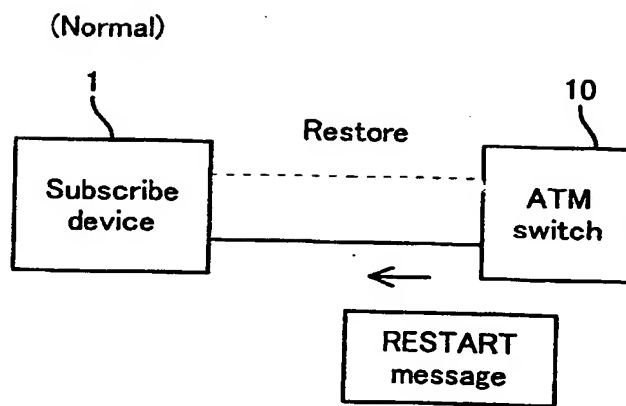 (Normal)
1
10
Restore
Subscribe
device
ATM
switch
RESTART
message